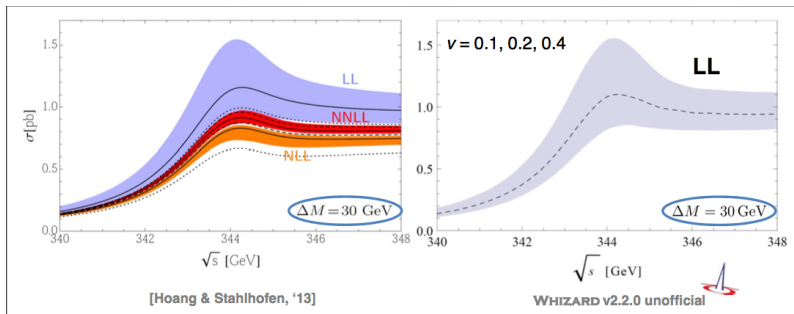 σ[pb]
1.5
1.0
0.5
0.0
LL
NNLL
NLL
ΔM = 30 GeV
340 342 344 346 348
√s [GeV]
[Hoang & Stahlhofen, ‘13]
ν = 0.1, 0.2, 0.4
LL
1.5
1.0
0.5
0.0
ΔM = 30 GeV
340 342 344 346 348
√s [GeV]
WHIZARD v2.2.0 unofficial